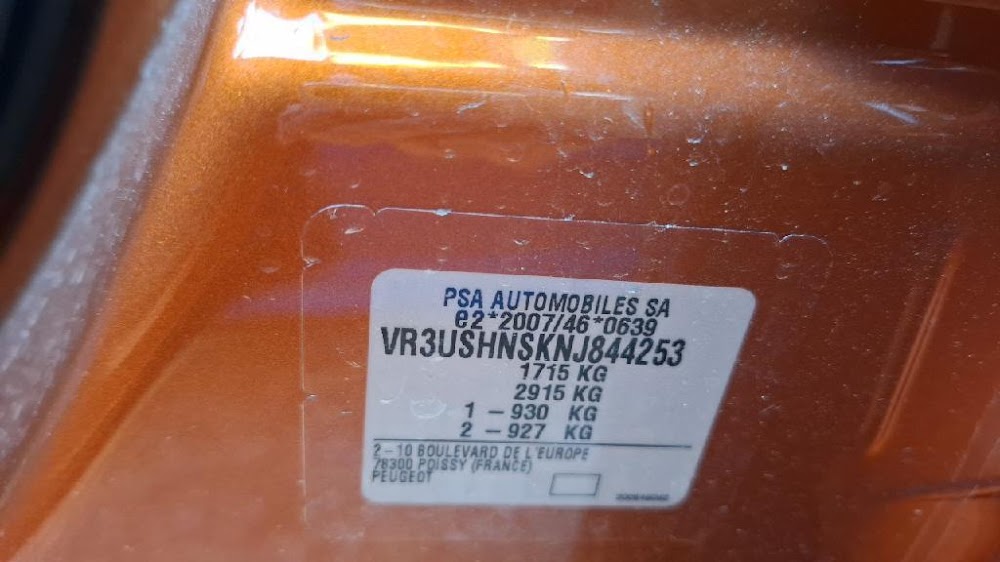 PSA AUTOMOBILES SA
e2*2007/46*0639
VR3USHNSKNJ844253
1715 KG
2915 KG
1 – 930 KG
2 – 927 KG
2 – 10 BOULEVARD DE L'EUROPE
78300 POISSY (FRANCE)
PEUGEOT